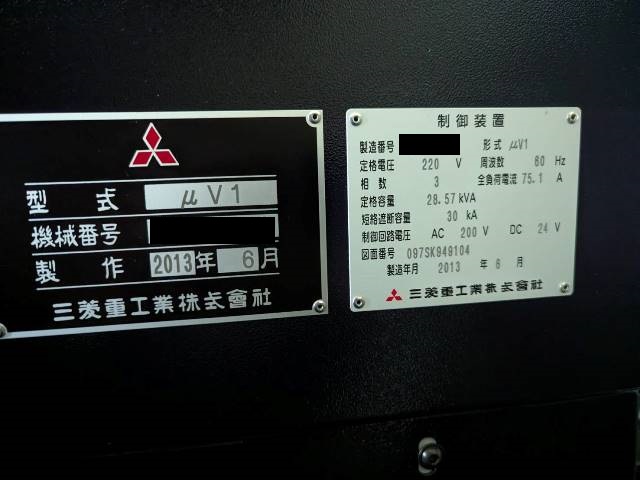 型式 μV1
機械番号
製作 2013年 6月
三菱重工業株式會社
制御装置
製造番号 形式 μV1
定格電圧 220 V 周波数 60 Hz
相数 3 全負荷電流 75.1 A
定格容量 28.57 kVA
短絡遮断容量 30 kA
制御回路電圧 AC 200 V DC 24 V
図面番号 097SK949104
製造年月 2013 年 6 月
三菱重工業株式會社